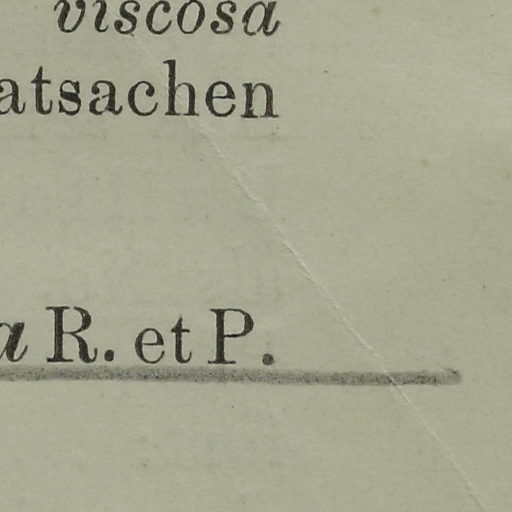 viscosa
atsachen
a R. et P.